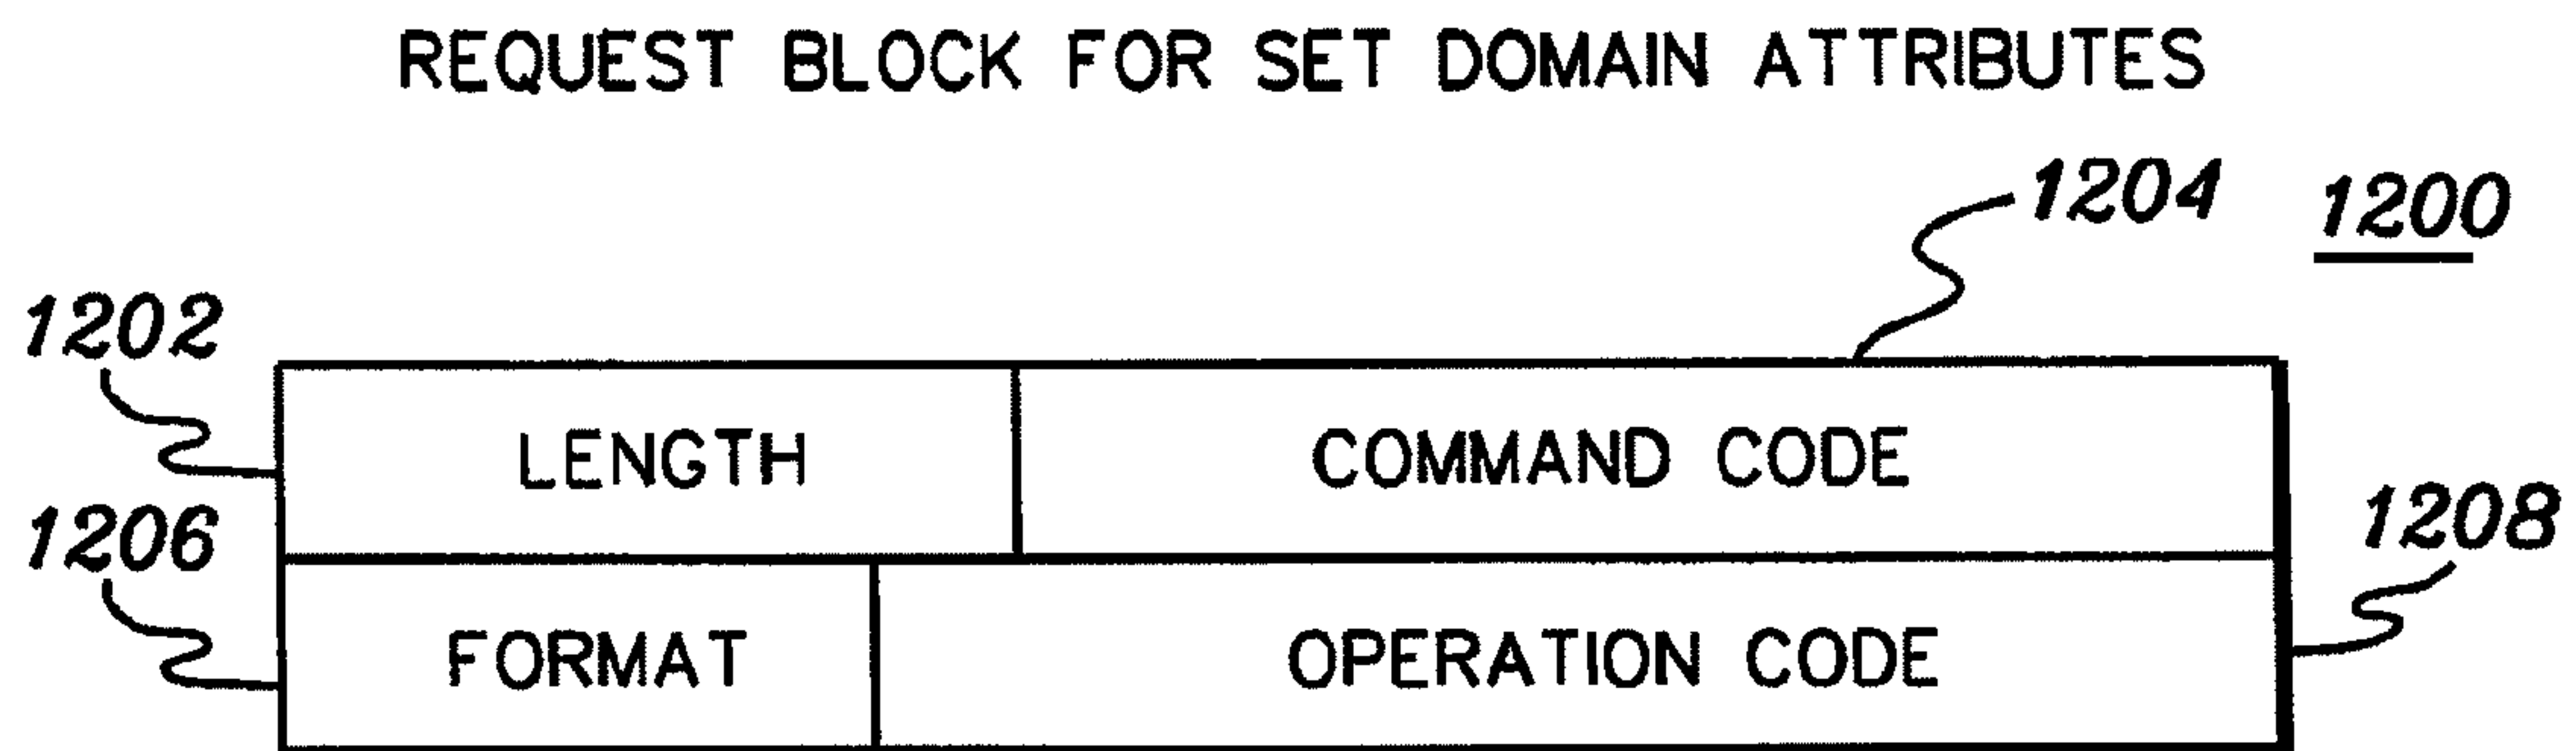 REQUEST BLOCK FOR SET DOMAIN ATTRIBUTES
1204
1200
1202
LENGTH
COMMAND CODE
1206
1208
FORMAT
OPERATION CODE